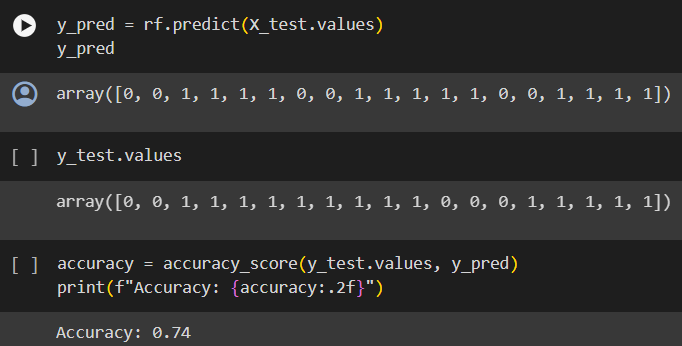 y_pred = rf.predict(X_test.values)
y_pred
array([0, 0, 1, 1, 1, 1, 0, 0, 1, 1, 1, 1, 1, 0, 0, 1, 1, 1, 1])
[ ] y_test.values
array([0, 0, 1, 1, 1, 1, 1, 1, 1, 1, 1, 0, 0, 0, 1, 1, 1, 1, 1])
[ ] accuracy = accuracy_score(y_test.values, y_pred)
print(f"Accuracy: {accuracy:.2f}")
Accuracy: 0.74